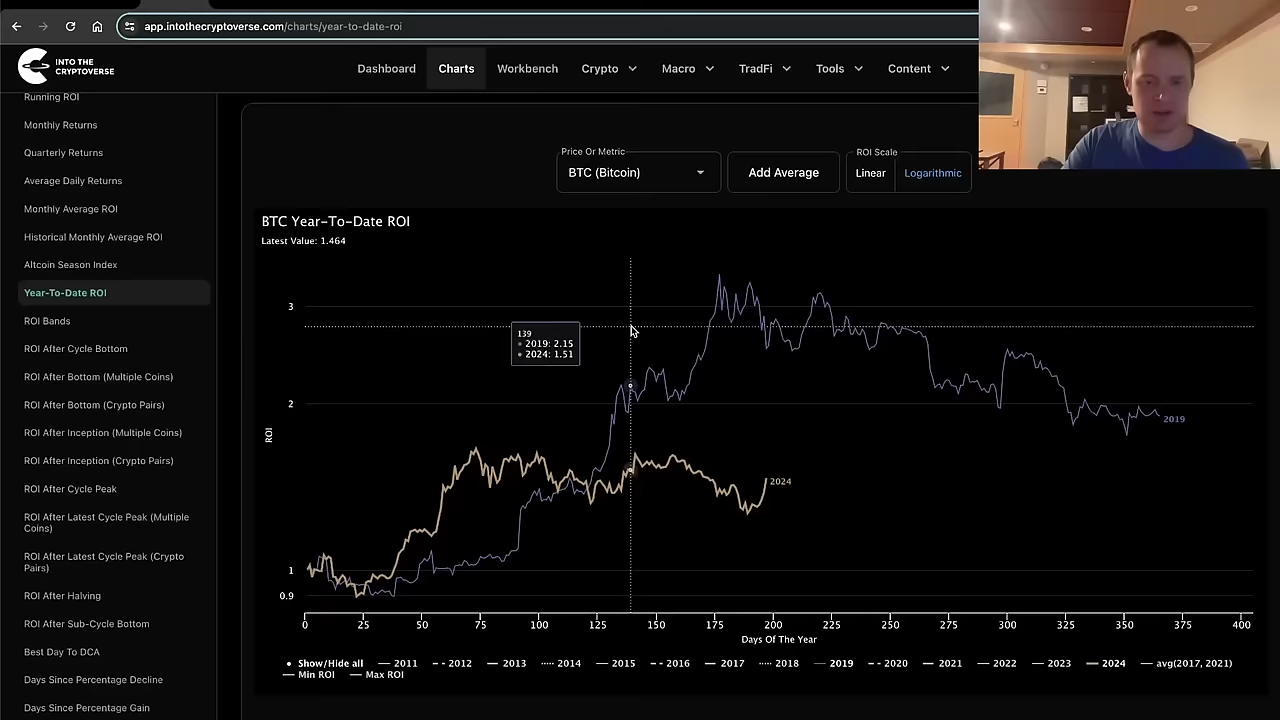 app.intothecryptoverse.com/charts/year-to-date-roi
INTO THE
CRYPTOVERSE
Dashboard
Charts
Workbench
Crypto
Macro
TradFi
Tools
Content
Running ROI
Monthly Returns
Quarterly Returns
Average Daily Returns
Monthly Average ROI
Historical Monthly Average ROI
Altcoin Season Index
Year-To-Date ROI
ROI Bands
ROI After Cycle Bottom
ROI After Bottom (Multiple Coins)
ROI After Bottom (Crypto Pairs)
ROI After Inception (Multiple Coins)
ROI After Inception (Crypto Pairs)
ROI After Cycle Peak
ROI After Latest Cycle Peak (Multiple
Coins)
ROI After Latest Cycle Peak (Crypto
Pairs)
ROI After Halving
ROI After Sub-Cycle Bottom
Best Day To DCA
Days Since Percentage Decline
Days Since Percentage Gain
Price Or Metric
BTC (Bitcoin)
Add Average
ROI Scale
Linear
Logarithmic
BTC Year-To-Date ROI
Latest Value: 1.464
3
2
1
0.9
ROI
139
2019: 2.15
2024: 1.51
2019
2024
0 25 50 75 100 125 150 175 200 225 250 275 300 325 350 375 400
Days Of The Year
Show/Hide all 2011 2012 2013 2014 2015 2016 2017 2018 2019 2020 2021 2022 2023 2024 avg(2017, 2021)
Min ROI Max ROI